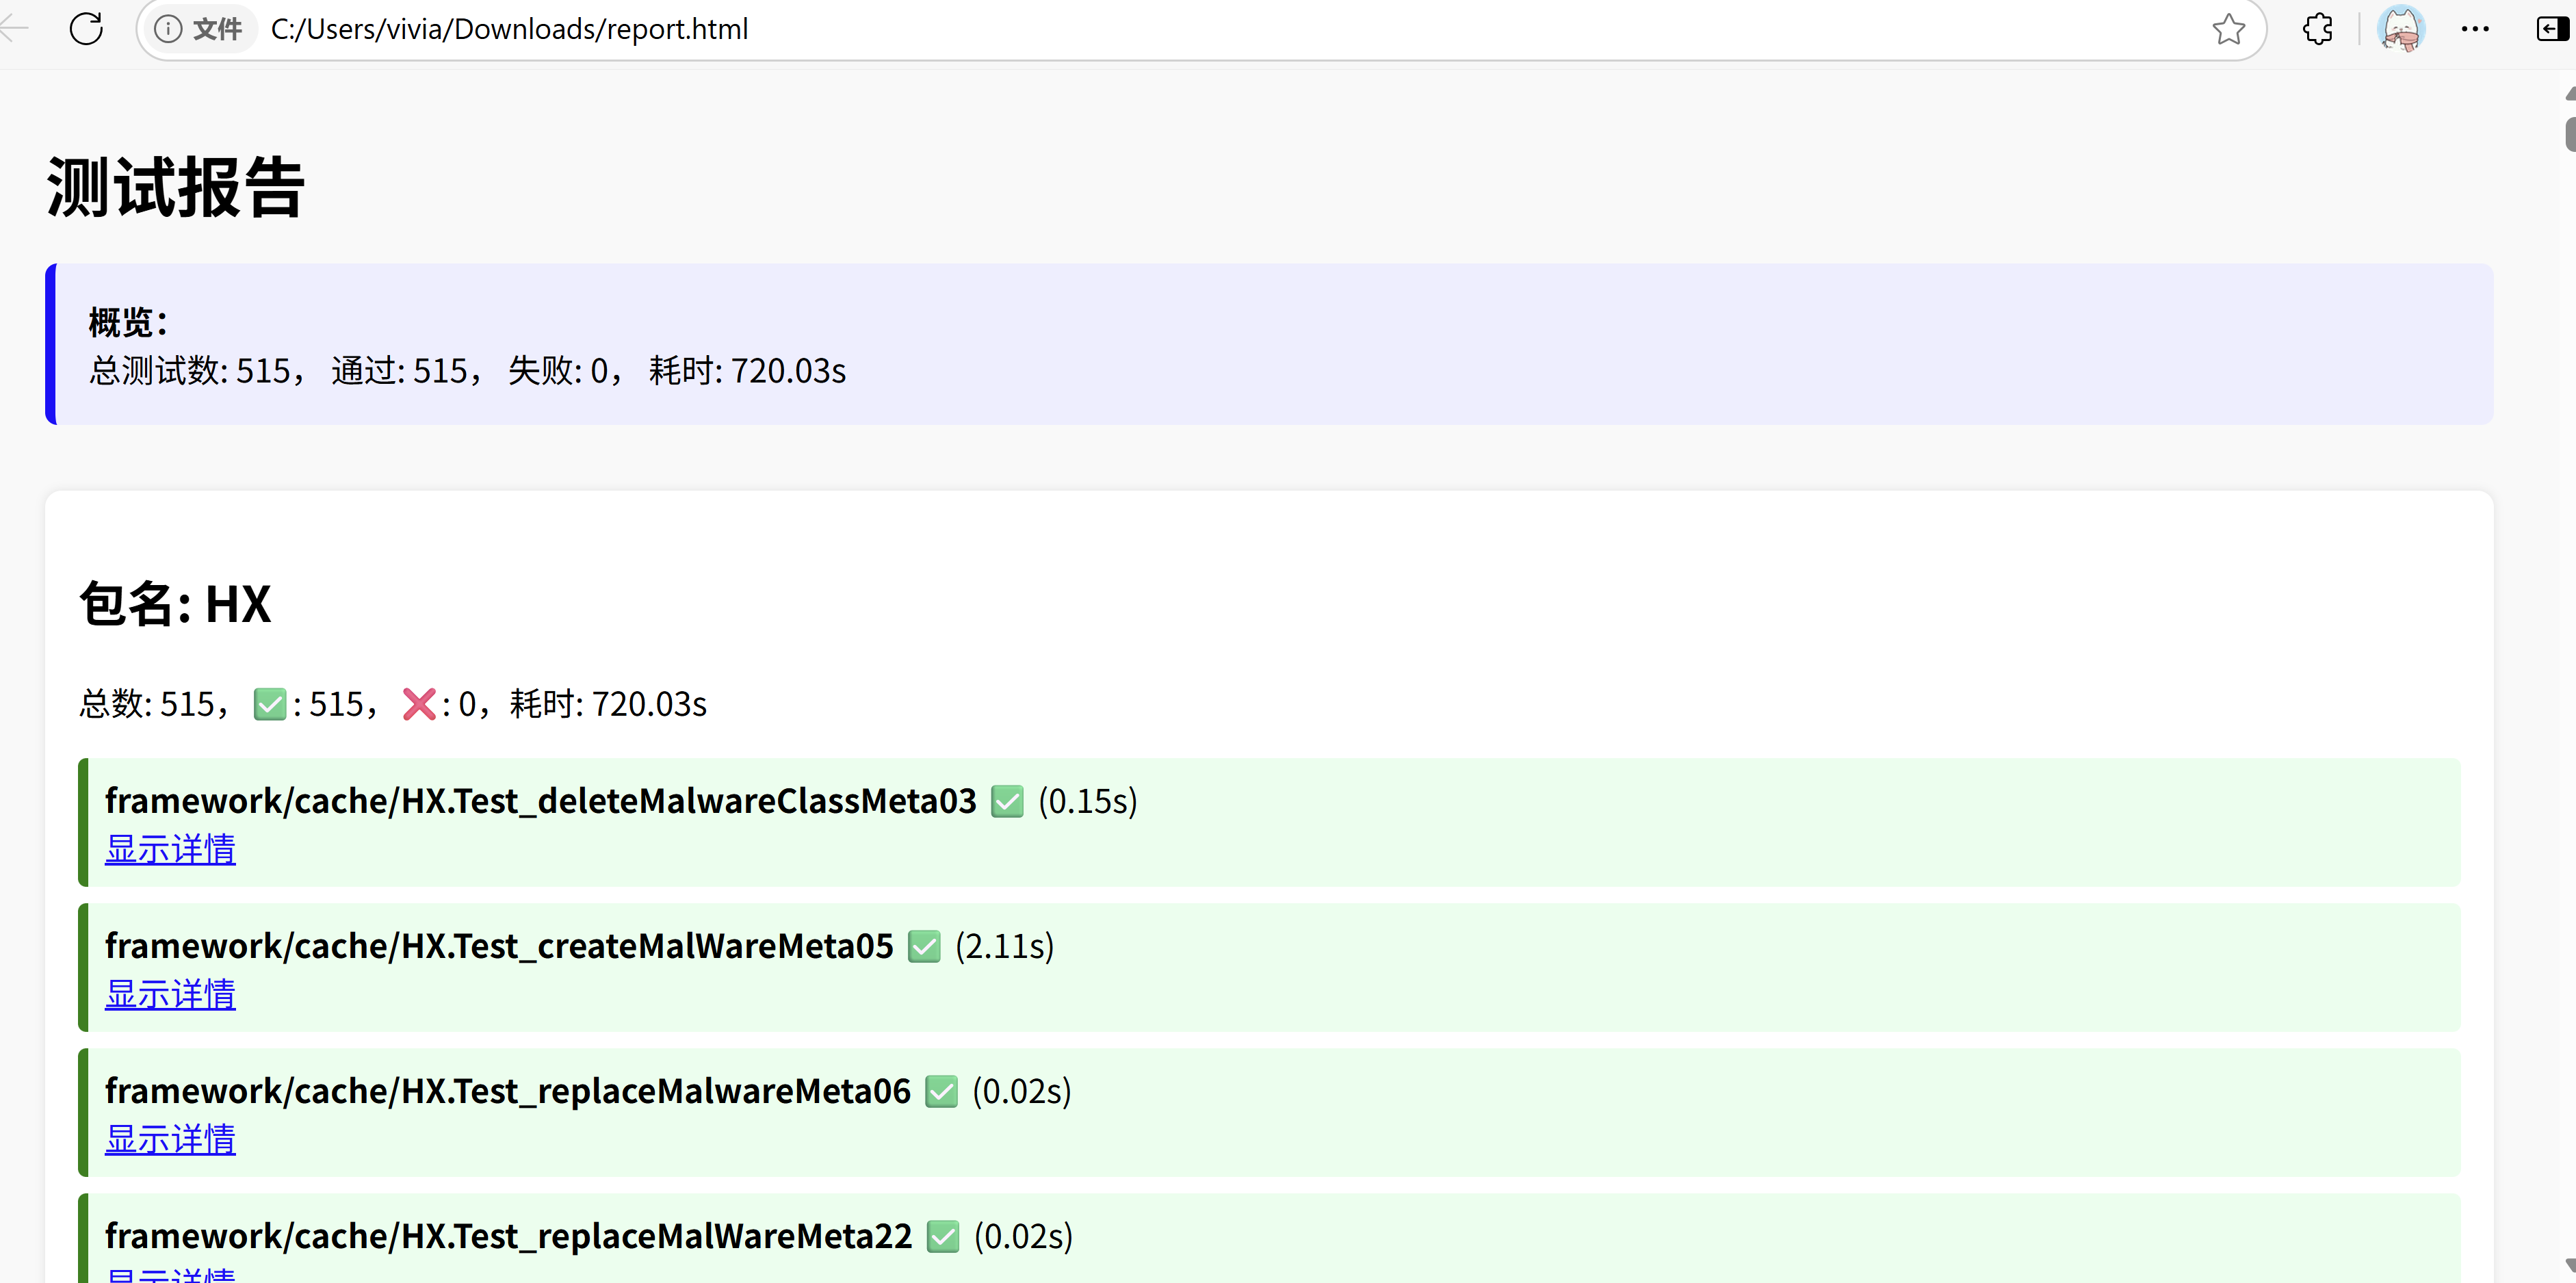 文件 C:/Users/vivia/Downloads/report.html
测试报告
概览：
总测试数: 515， 通过: 515， 失败: 0， 耗时: 720.03s
包名: HX
总数: 515， ✅: 515， ❌: 0，耗时: 720.03s
framework/cache/HX.Test_deleteMalwareClassMeta03 ✅ (0.15s)
显示详情
framework/cache/HX.Test_createMalWareMeta05 ✅ (2.11s)
显示详情
framework/cache/HX.Test_replaceMalwareMeta06 ✅ (0.02s)
显示详情
framework/cache/HX.Test_replaceMalWareMeta22 ✅ (0.02s)
显示详情